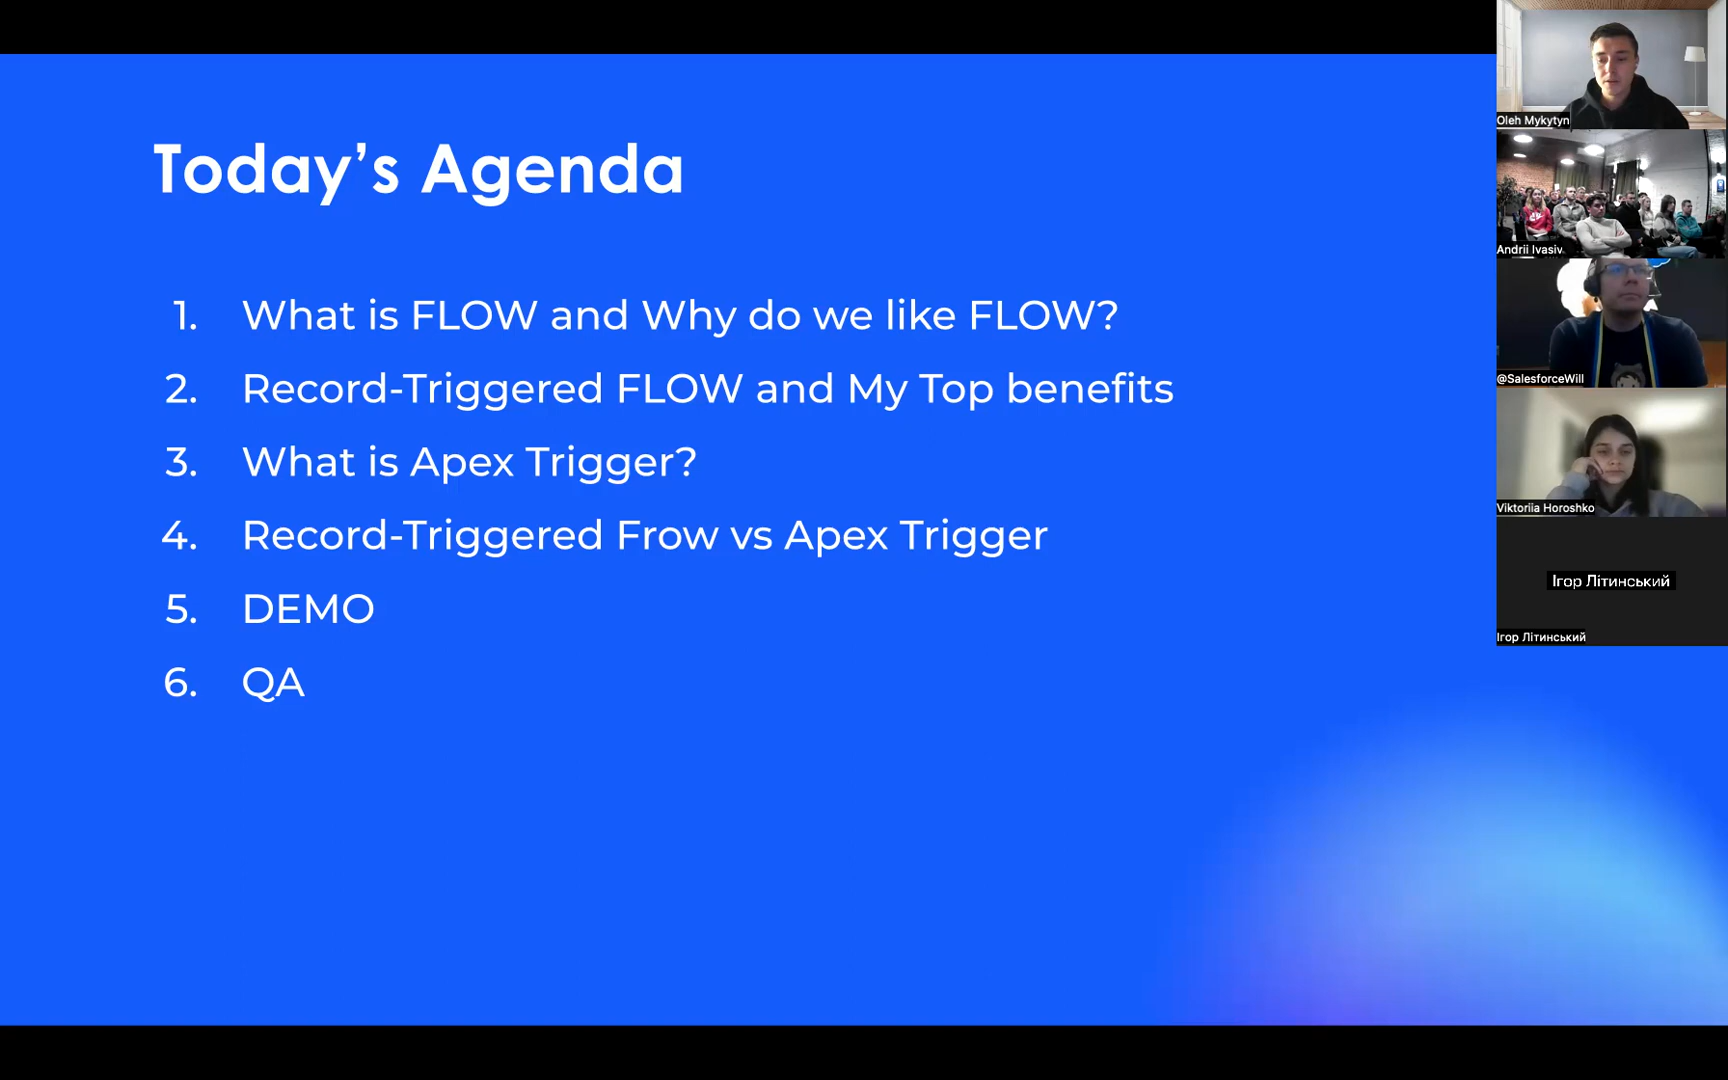 Today’s Agenda
1. What is FLOW and Why do we like FLOW?
2. Record-Triggered FLOW and My Top benefits
3. What is Apex Trigger?
4. Record-Triggered Frow vs Apex Trigger
5. DEMO
6. QA
Oleh Mykytyn
Andrii Ivasiv
@SalesforceWill
Viktoriia Horoshko
Ігор Літинський
Ігор Літинський